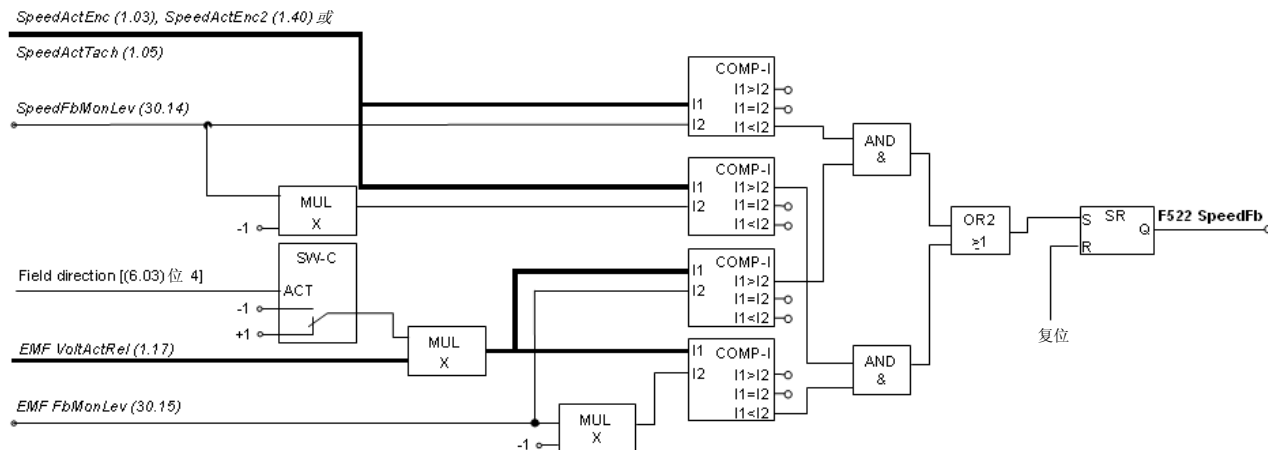 SpeedActEnc (1.03), SpeedActEnc2 (1.40) 或
SpeedActTach (1.05)
SpeedFbMonLev (30.14)
-1
MUL
X
Field direction [(6.03) 位 4]
SW-C
ACT
-1
+1
EMF VoltActRel (1.17)
MUL
X
EMF FbMonLev (30.15)
-1
MUL
X
COMP-I
I1>I2
I1
I1=I2
I2
I1<I2
COMP-I
I1
I1>I2
I2
I1=I2
I1<I2
COMP-I
I1
I1>I2
I2
I1=I2
I1<I2
COMP-I
I1
I1>I2
I2
I1=I2
I1<I2
AND
&
AND
&
OR2
≥1
S
SR
Q
R
F522 SpeedFb
复位